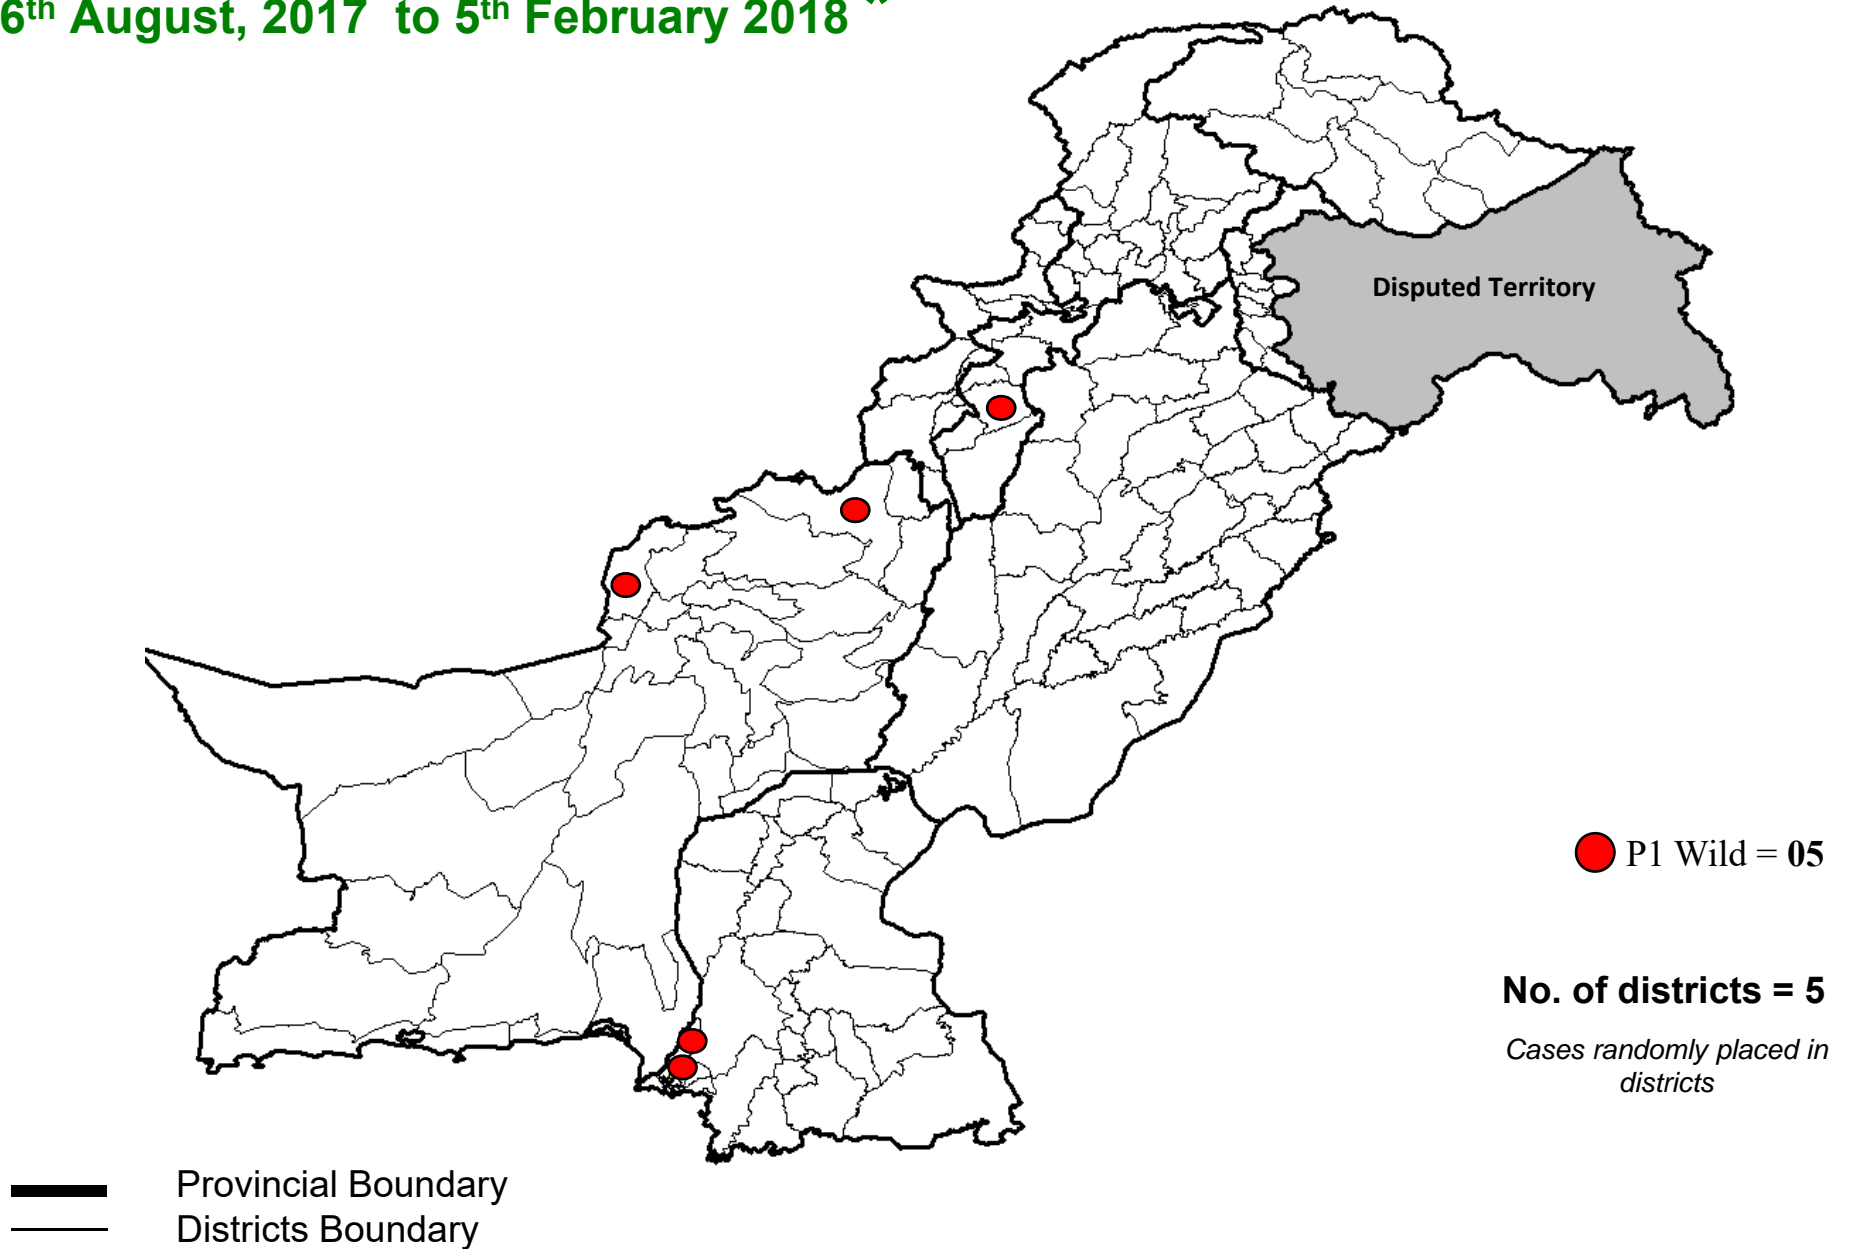 6th August, 2017 to 5th February 2018 *
Disputed Territory
P1 Wild = 05
No. of districts = 5
Cases randomly placed in
districts
Provincial Boundary
Districts Boundary